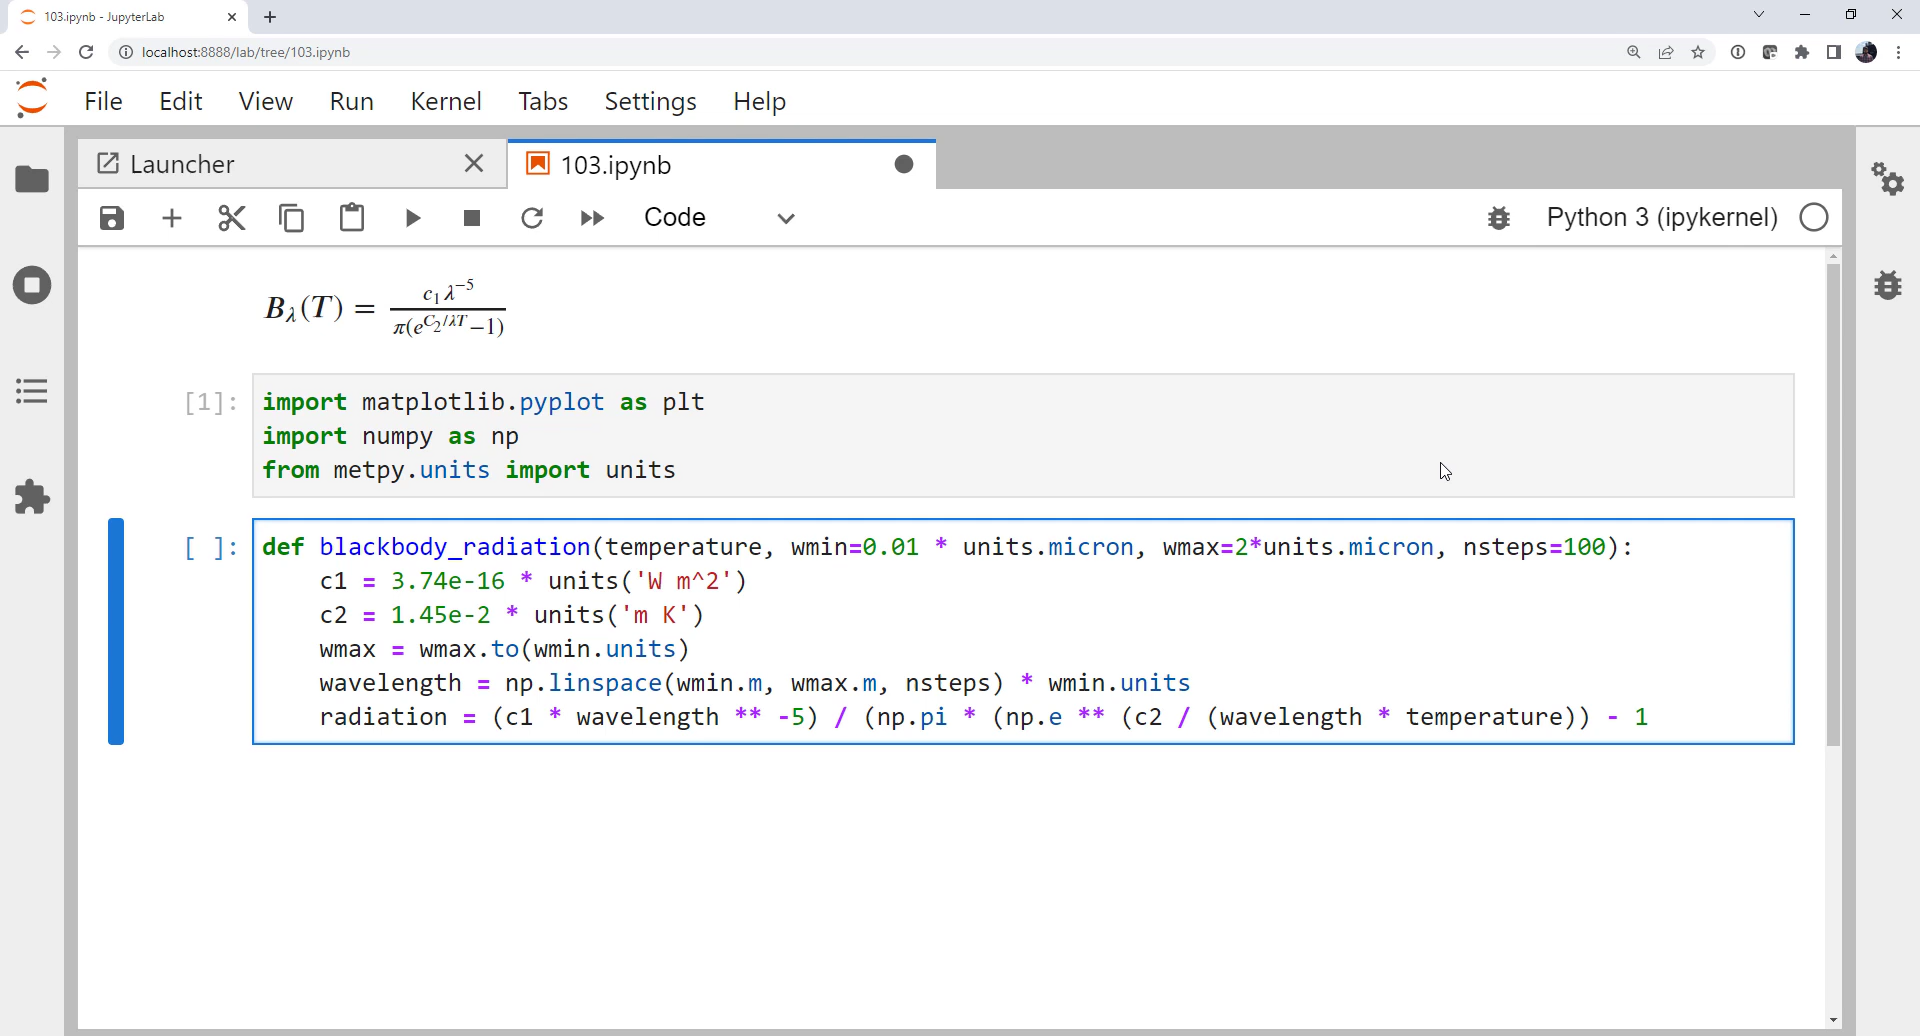 103.ipynb - JupyterLab
localhost:8888/lab/tree/103.ipynb
File Edit View Run Kernel Tabs Settings Help
Launcher
103.ipynb
Code
Python 3 (ipykernel)
B_λ(T) = \frac{c_1 λ^{-5}}{π(e^{C_2/λT}-1)}
[1]:
import matplotlib.pyplot as plt
import numpy as np
from metpy.units import units
[ ]:
def blackbody_radiation(temperature, wmin=0.01 * units.micron, wmax=2*units.micron, nsteps=100):
    c1 = 3.74e-16 * units('W m^2')
    c2 = 1.45e-2 * units('m K')
    wmax = wmax.to(wmin.units)
    wavelength = np.linspace(wmin.m, wmax.m, nsteps) * wmin.units
    radiation = (c1 * wavelength ** -5) / (np.pi * (np.e ** (c2 / (wavelength * temperature)) - 1